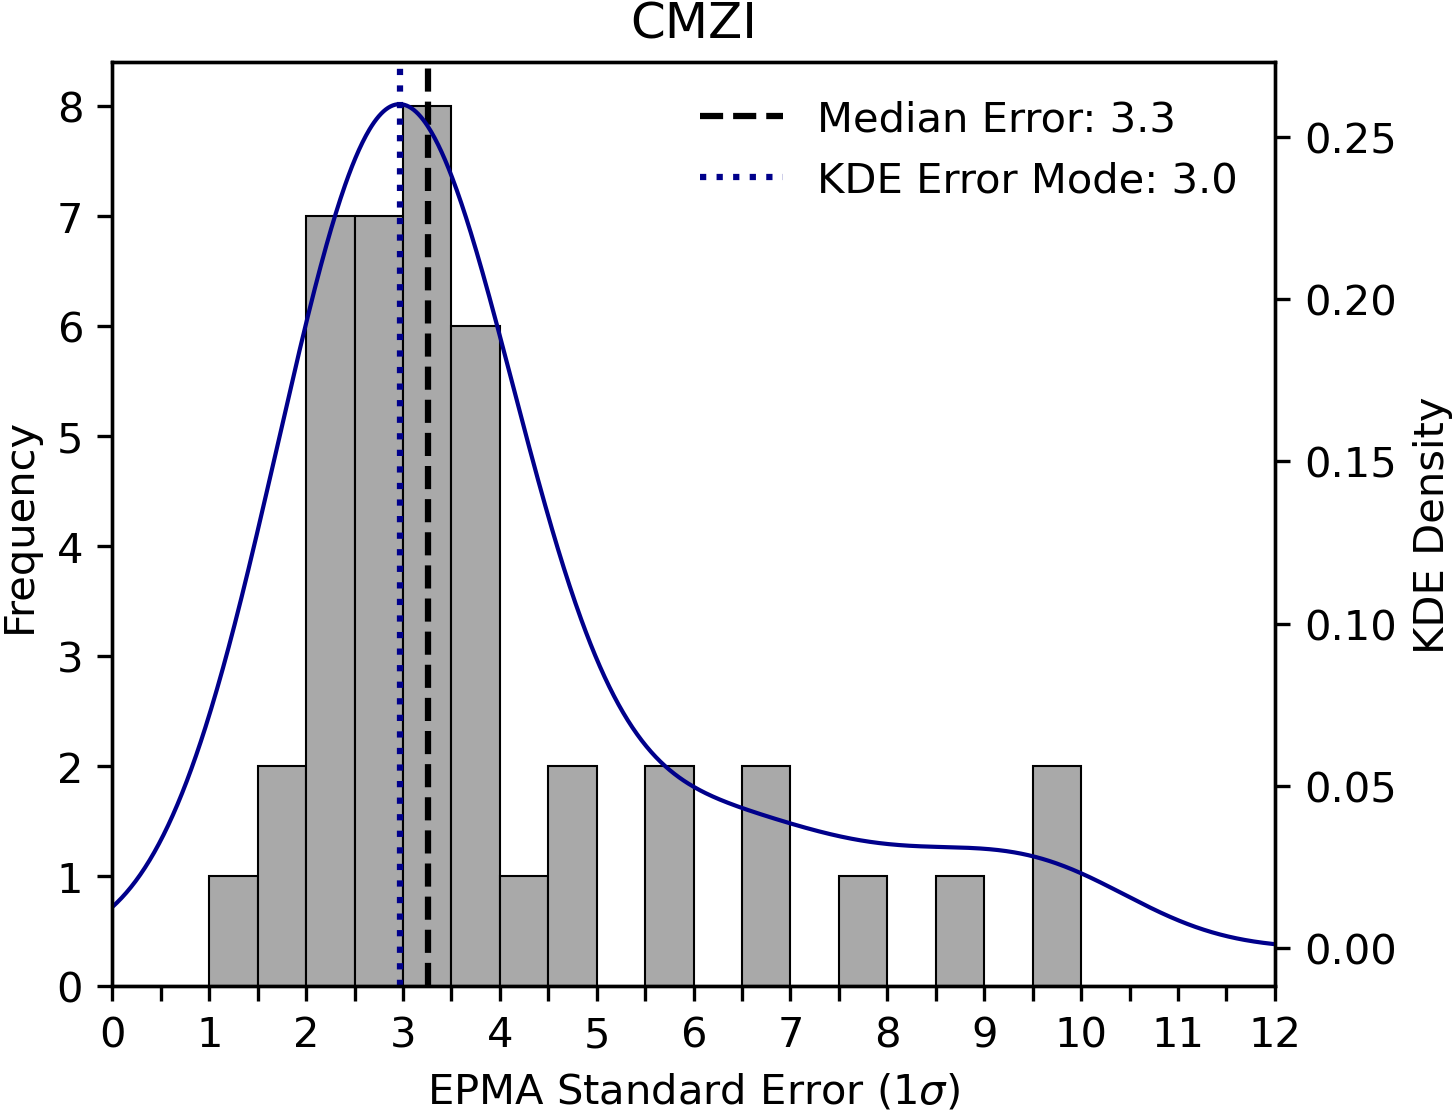 CMZI
Median Error: 3.3
KDE Error Mode: 3.0
Frequency
8
7
6
5
4
3
2
1
0
0.25
0.20
0.15
0.10
0.05
0.00
KDE Density
0 1 2 3 4 5 6 7 8 9 10 11 12
EPMA Standard Error (1σ)